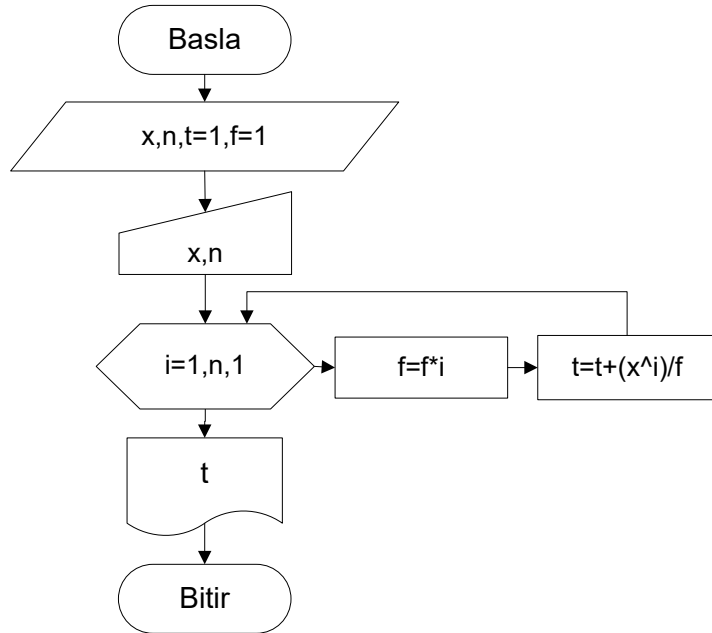 Basla
x,n,t=1,f=1
x,n
i=1,n,1
f=f*i
t=t+(x^i)/f
t
Bitir